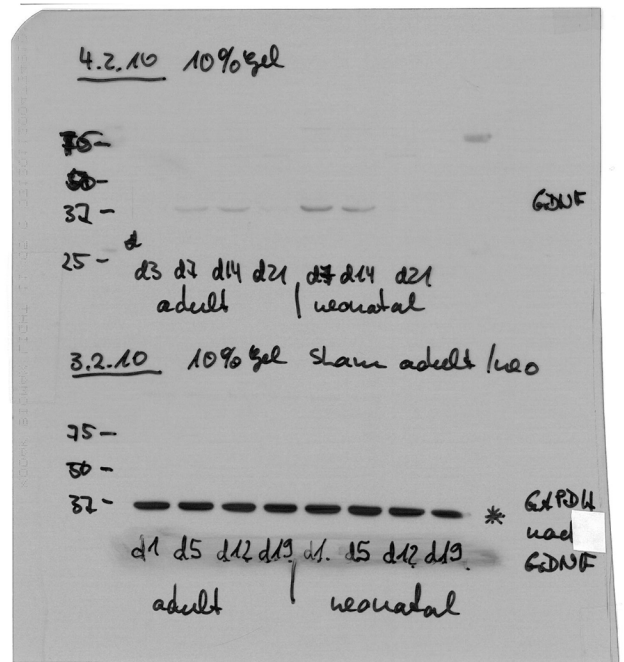 4.2.10 10% gel
75 -
50 -
37 - GDNF
25 -
d3 d7 d14 d21 d7 d14 d21
adult | neonatal
3.2.10 10% gel Sham adult/neo
75 -
50 -
37 - * GAPDH
nach
d1 d5 d12 d19 d1. d5 d12 d19. GDNF
adult | neonatal